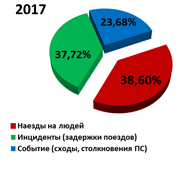 2017
23,68%
37,72%
38,60%
Наезды на людей
Инциденты (задержки поездов)
Событие (сходы, столкновения ПС)